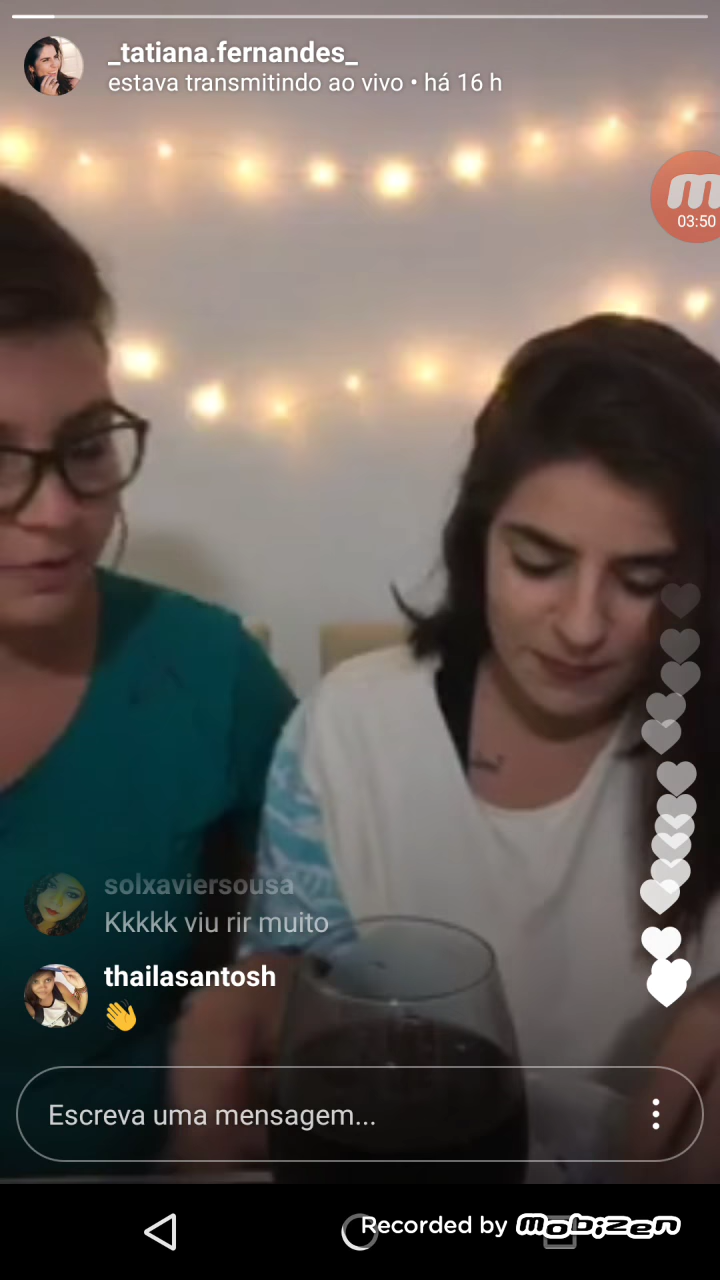 _tatiana.fernandes_
estava transmitindo ao vivo • há 16 h
m
03:50
solxaviersousa
Kkkkk viu rir muito
thailasantosh
👋
Escreva uma mensagem...
Recorded by mobizen